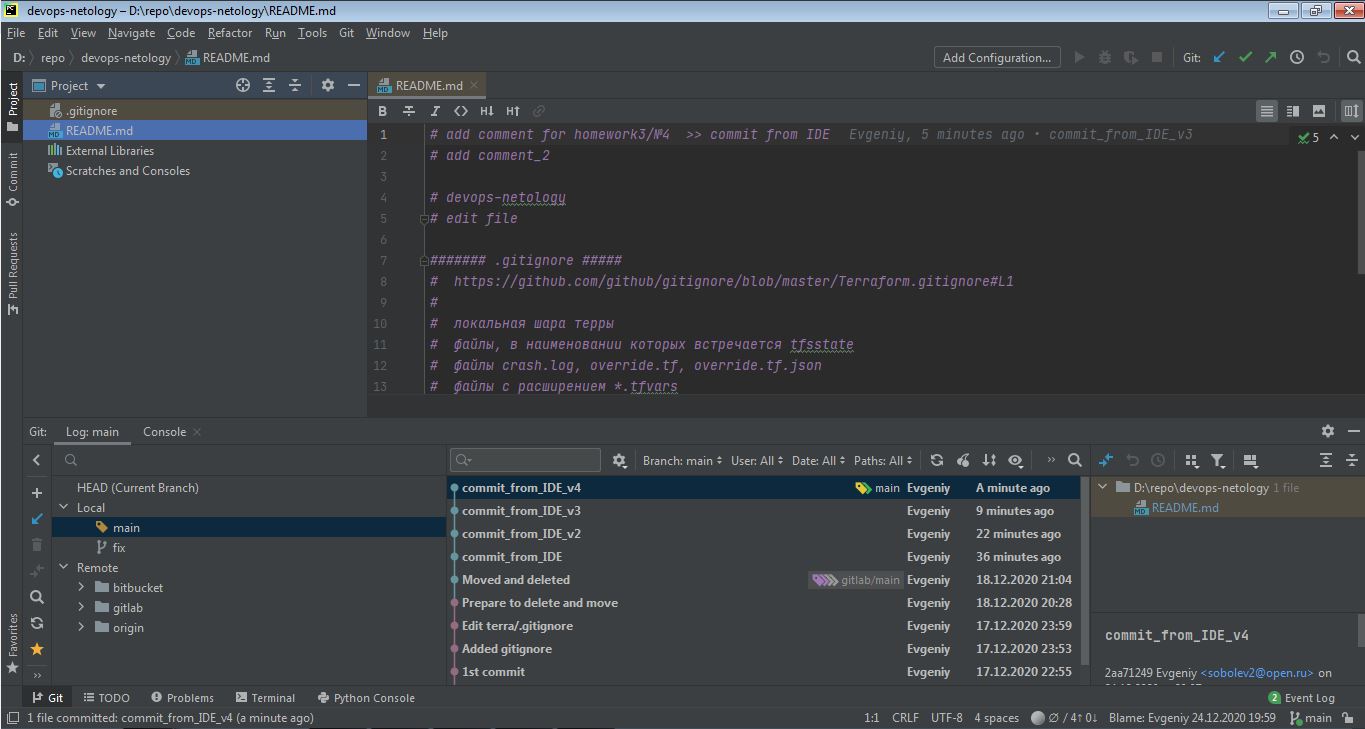 devops-netology – D:\repo\devops-netology\README.md
File Edit View Navigate Code Refactor Run Tools Git Window Help
D: repo devops-netology README.md Add Configuration... Git:
Project
Project
README.md
.gitignore
README.md
External Libraries
Scratches and Consoles
Commit
Pull Requests
B I H↓ H↑
1 # add comment for homework3/№4 >> commit from IDE Evgeniy, 5 minutes ago • commit_from_IDE_v3
5
2 # add comment_2
3
4 # devops-netology
5 # edit file
6
7 ####### .gitignore #####
8 # https://github.com/github/gitignore/blob/master/Terraform.gitignore#L1
9 #
10 # локальная шара терры
11 # файлы, в наименовании которых встречается tfsstate
12 # файлы crash.log, override.tf, override.tf.json
13 # файлы с расширением *.tfvars
Git: Log: main Console
Branch: main User: All Date: All Paths: All
HEAD (Current Branch)
Local
main
fix
Remote
bitbucket
gitlab
origin
Favorites
commit_from_IDE_v4 main Evgeniy A minute ago
commit_from_IDE_v3 Evgeniy 9 minutes ago
commit_from_IDE_v2 Evgeniy 22 minutes ago
commit_from_IDE Evgeniy 36 minutes ago
Moved and deleted gitlab/main Evgeniy 18.12.2020 21:04
Prepare to delete and move Evgeniy 18.12.2020 20:28
Edit terra/.gitignore Evgeniy 17.12.2020 23:59
Added gitignore Evgeniy 17.12.2020 23:53
1st commit Evgeniy 17.12.2020 22:55
D:\repo\devops-netology 1 file
README.md
commit_from_IDE_v4
2aa71249 Evgeniy <sobolev2@open.ru> on
Git TODO Problems Terminal Python Console 2 Event Log
1 file committed: commit_from_IDE_v4 (a minute ago) 1:1 CRLF UTF-8 4 spaces Ø / 4↑ 0↓ Blame: Evgeniy 24.12.2020 19:59 main